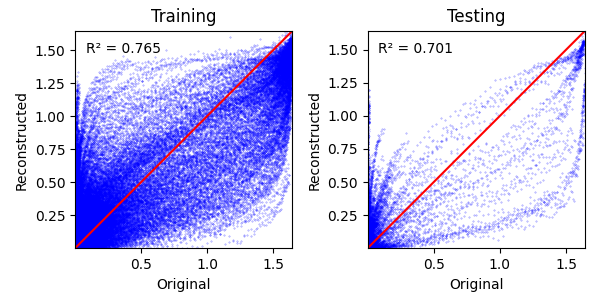 Training
R² = 0.765
1.50
1.25
1.00
0.75
0.50
0.25
Reconstructed
0.5
1.0
1.5
Original
Testing
R² = 0.701
1.50
1.25
1.00
0.75
0.50
0.25
Reconstructed
0.5
1.0
1.5
Original